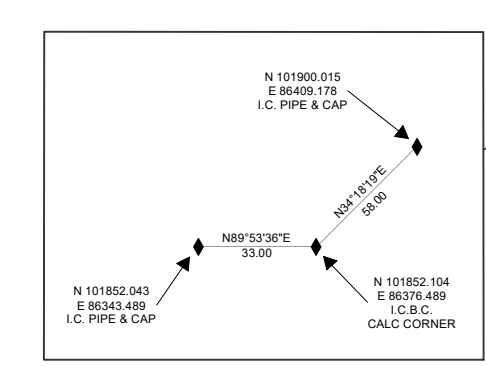 N 101900.015
E 86409.178
I.C. PIPE & CAP
N34°18'19"E
58.00
N89°53'36"E
33.00
N 101852.043
E 86343.489
I.C. PIPE & CAP
N 101852.104
E 86376.489
I.C.B.C.
CALC CORNER